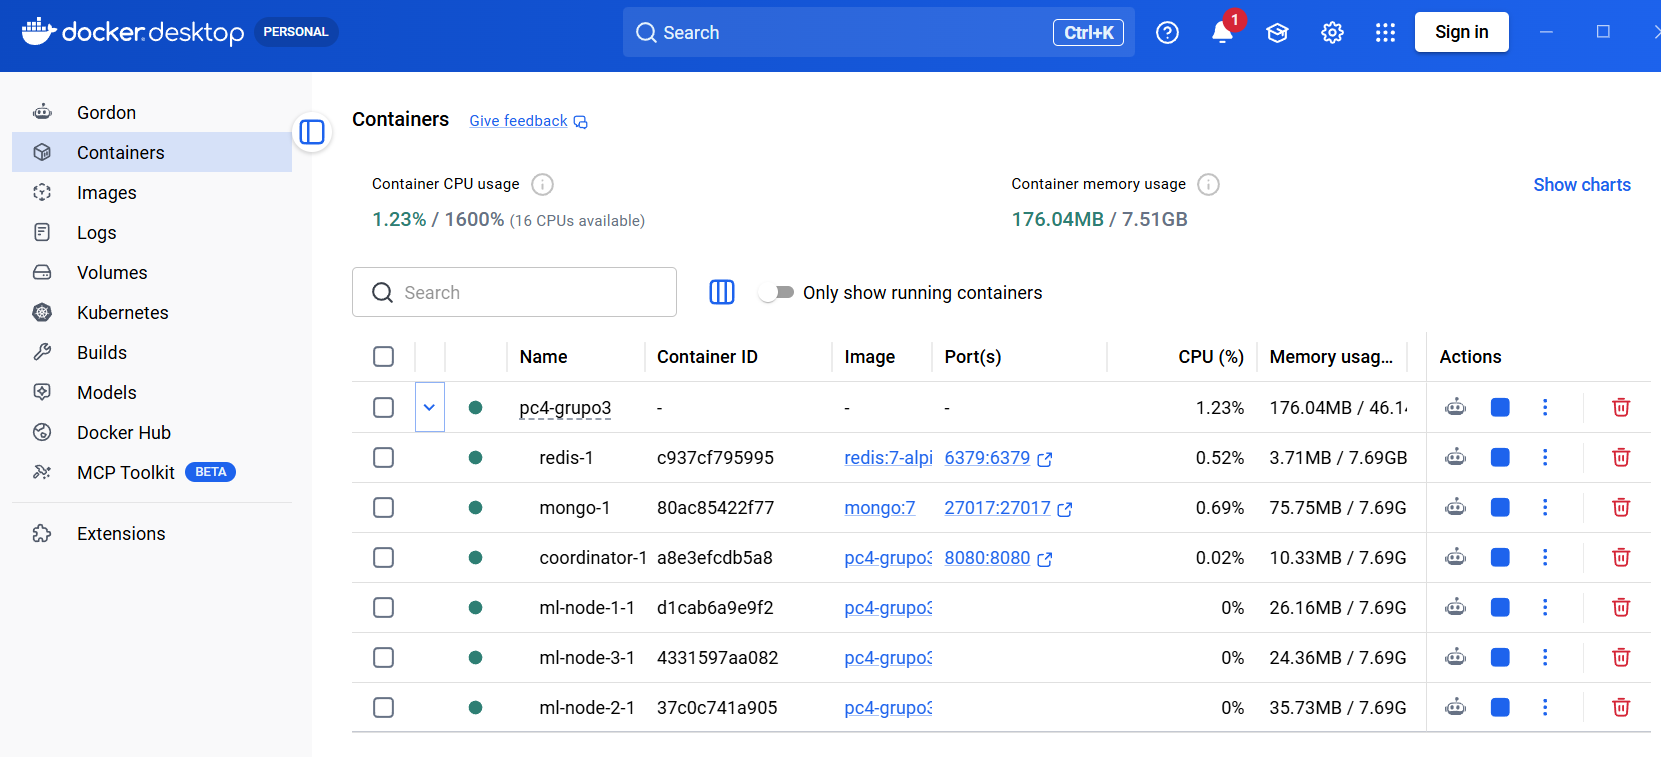 docker.desktop PERSONAL Search Ctrl+K 1 Sign in
Gordon
Containers
Images
Logs
Volumes
Kubernetes
Builds
Models
Docker Hub
MCP Toolkit BETA
Extensions
Containers Give feedback
Container CPU usage Container memory usage Show charts
1.23% / 1600% (16 CPUs available) 176.04MB / 7.51GB
Search Only show running containers
Name Container ID Image Port(s) CPU (%) Memory usag... Actions
pc4-grupo3 - - - 1.23% 176.04MB / 46.14
redis-1 c937cf795995 redis:7-alpi 6379:6379 0.52% 3.71MB / 7.69GB
mongo-1 80ac85422f77 mongo:7 27017:27017 0.69% 75.75MB / 7.69G
coordinator-1 a8e3efcdb5a8 pc4-grupo3 8080:8080 0.02% 10.33MB / 7.69G
ml-node-1-1 d1cab6a9e9f2 pc4-grupo3 0% 26.16MB / 7.69G
ml-node-3-1 4331597aa082 pc4-grupo3 0% 24.36MB / 7.69G
ml-node-2-1 37c0c741a905 pc4-grupo3 0% 35.73MB / 7.69G